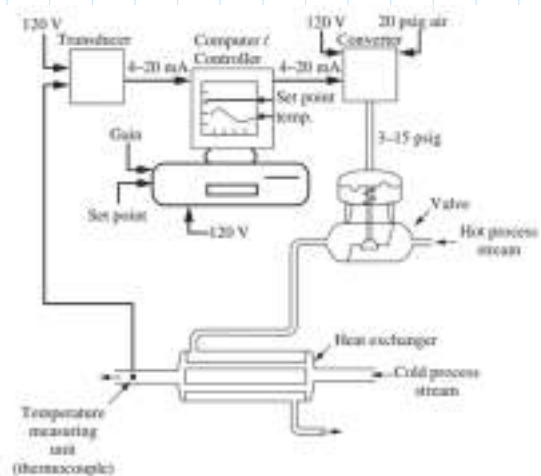 120 V
Transducer
4–20 mA
Computer /
Controller
4–20 mA
120 V
20 psig air
Converter
Set point
temp.
3–15 psig
Gain
Set point
120 V
Valve
Hot process
stream
Heat exchanger
Cold process
stream
Temperature
measuring
unit
(thermocouple)